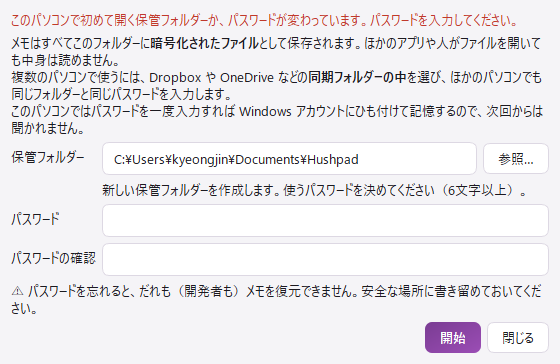 このパソコンで初めて開く保管フォルダーか、パスワードが変わっています。パスワードを入力してください。
メモはすべてこのフォルダーに暗号化されたファイルとして保存されます。ほかのアプリや人がファイルを開いて
も中身は読めません。
複数のパソコンで使うには、Dropbox や OneDrive などの同期フォルダーの中を選び、ほかのパソコンでも
同じフォルダーと同じパスワードを入力します。
このパソコンではパスワードを一度入力すれば Windows アカウントにひも付けて記憶するので、次回からは
聞かれません。
保管フォルダー
C:¥Users¥kyeongjin¥Documents¥Hushpad
参照...
新しい保管フォルダーを作成します。使うパスワードを決めてください（6文字以上）。
パスワード
パスワードの確認
⚠ パスワードを忘れると、だれも（開発者も）メモを復元できません。安全な場所に書き留めておいてくだ
さい。
開始
閉じる